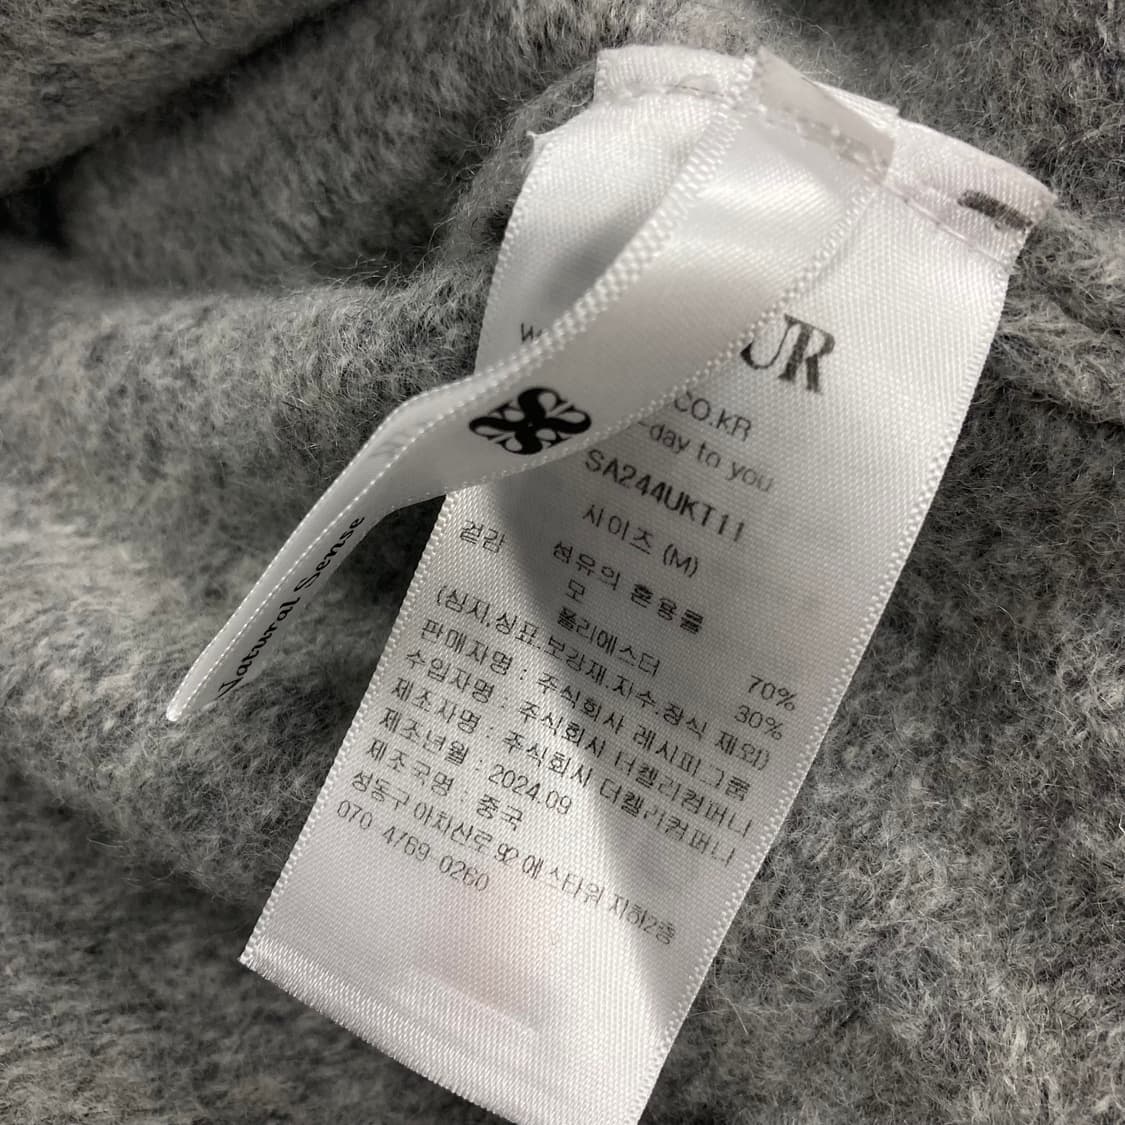 UR
CO.KR
-day to you
SA244UKT11
사이즈 (M)
섬유의 혼용률
겉감 모 70%
폴리에스터 30%
(심지,심표.보강재.자수.장식 제외)
판매자명 : 주식회사 레시피그룹
수입자명 : 주식회사 더캘리컴퍼니
제조자명 : 주식회사 더캘리컴퍼니
제조년월 : 2024.09
제조국명 : 중국
성동구 아차산로 92 에스타워 지하2층
070 4769 0260
Natural Sense